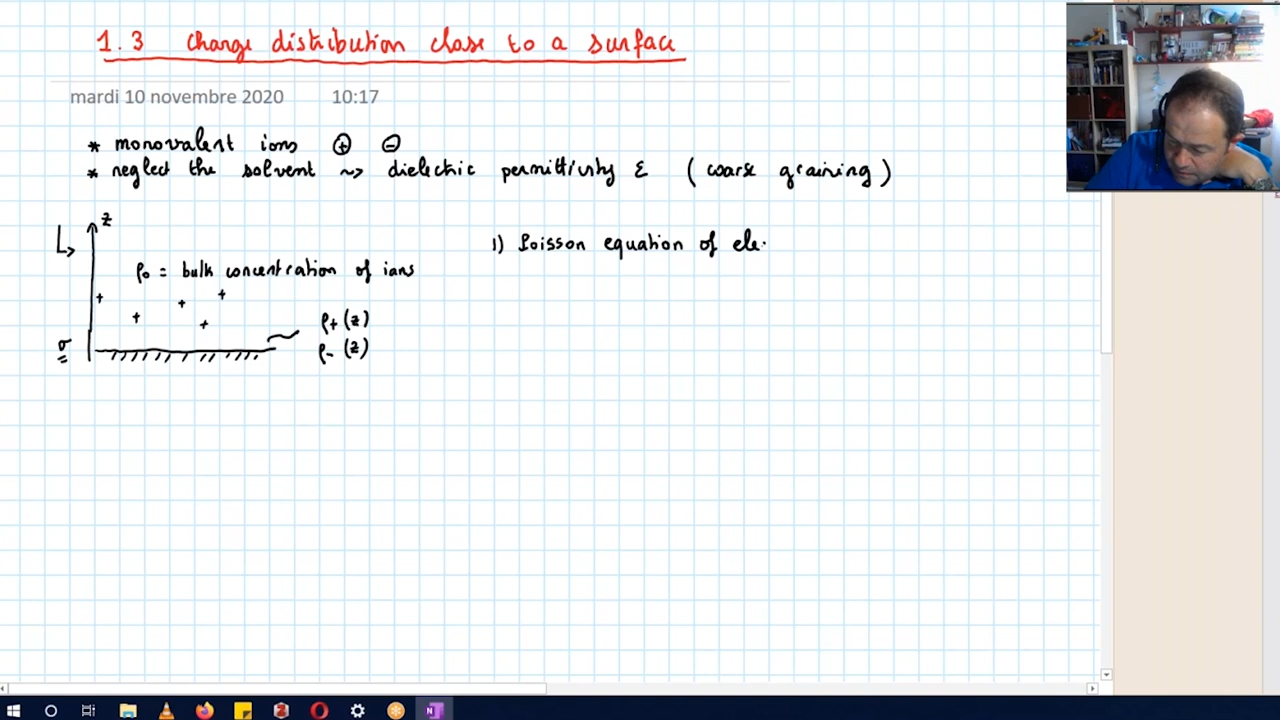 1.3 Charge distribution close to a surface
mardi 10 novembre 2020 10:17
* monovalent ions ⊕ ⊖
* neglect the solvent ⇝ dielectric permittivity ε (coarse graining)
z
ρ₀ = bulk concentration of ions
1) Poisson equation of ele
+ + + + +
ρ+ (z)
σ
ρ- (z)